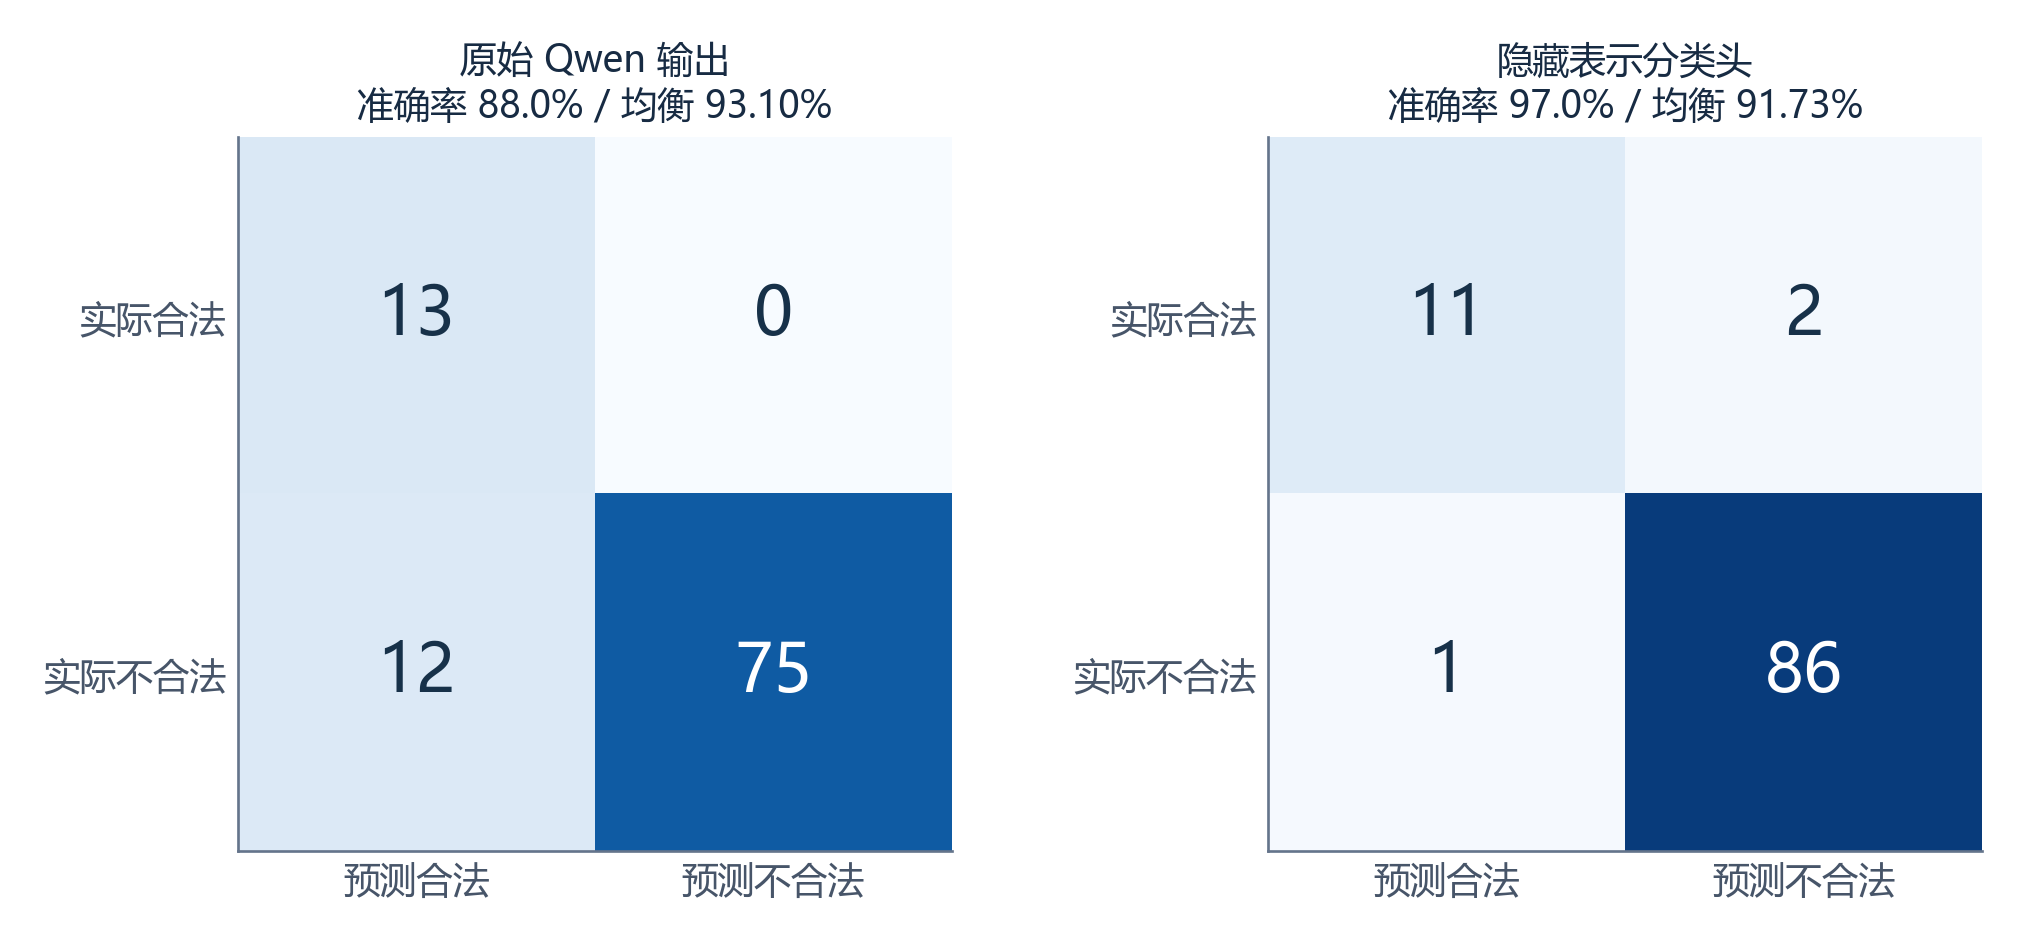 原始 Qwen 输出
准确率 88.0% / 均衡 93.10%
实际合法
13
0
实际不合法
12
75
预测合法
预测不合法
隐藏表示分类头
准确率 97.0% / 均衡 91.73%
实际合法
11
2
实际不合法
1
86
预测合法
预测不合法